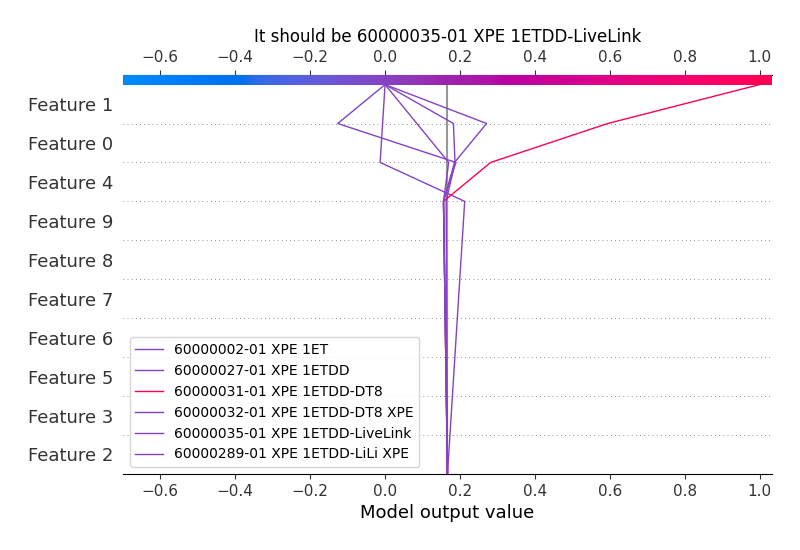 It should be 60000035-01 XPE 1ETDD-LiveLink
−0.6 −0.4 −0.2 0.0 0.2 0.4 0.6 0.8 1.0
Feature 1
Feature 0
Feature 4
Feature 9
Feature 8
Feature 7
Feature 6
Feature 5
Feature 3
Feature 2
60000002-01 XPE 1ET
60000027-01 XPE 1ETDD
60000031-01 XPE 1ETDD-DT8
60000032-01 XPE 1ETDD-DT8 XPE
60000035-01 XPE 1ETDD-LiveLink
60000289-01 XPE 1ETDD-LiLi XPE
−0.6 −0.4 −0.2 0.0 0.2 0.4 0.6 0.8 1.0
Model output value